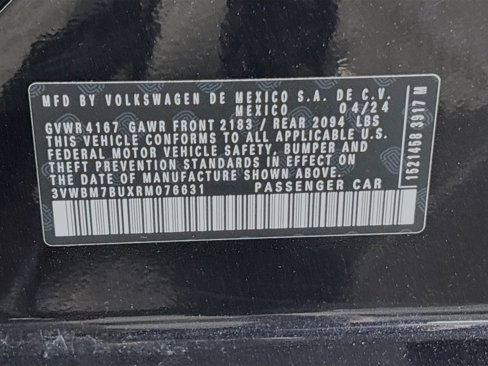 MFD BY VOLKSWAGEN DE MEXICO S.A. DE C.V.
MEXICO 04/24
GVWR 4167 GAWR FRONT 2183 / REAR 2094 LBS
THIS VEHICLE CONFORMS TO ALL APPLICABLE U.S.
FEDERAL MOTOR VEHICLE SAFETY, BUMPER AND
THEFT PREVENTION STANDARDS IN EFFECT ON
THE DATE OF MANUFACTURE SHOWN ABOVE.
3VWBM7BUXRM076631 PASSENGER CAR
1521458 3917 M